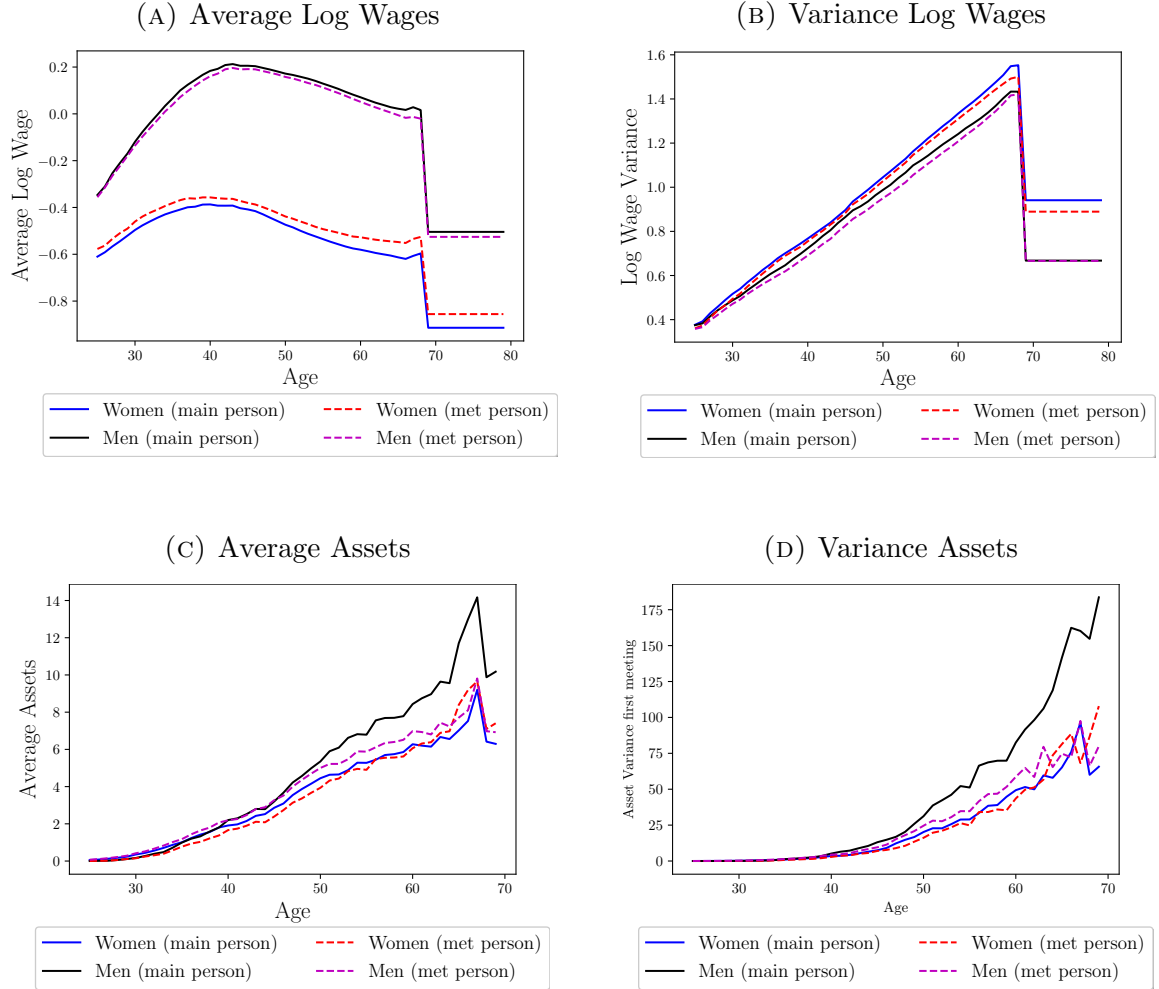 (A) Average Log Wages
Average Log Wage
0.2
0.0
−0.2
−0.4
−0.6
−0.8
30 40 50 60 70 80
Age
Women (main person) Women (met person)
Men (main person) Men (met person)
(B) Variance Log Wages
Log Wage Variance
1.6
1.4
1.2
1.0
0.8
0.6
0.4
30 40 50 60 70 80
Age
Women (main person) Women (met person)
Men (main person) Men (met person)
(C) Average Assets
Average Assets
14
12
10
8
6
4
2
0
30 40 50 60 70
Age
Women (main person) Women (met person)
Men (main person) Men (met person)
(D) Variance Assets
Asset Variance first meeting
175
150
125
100
75
50
25
0
30 40 50 60 70
Age
Women (main person) Women (met person)
Men (main person) Men (met person)